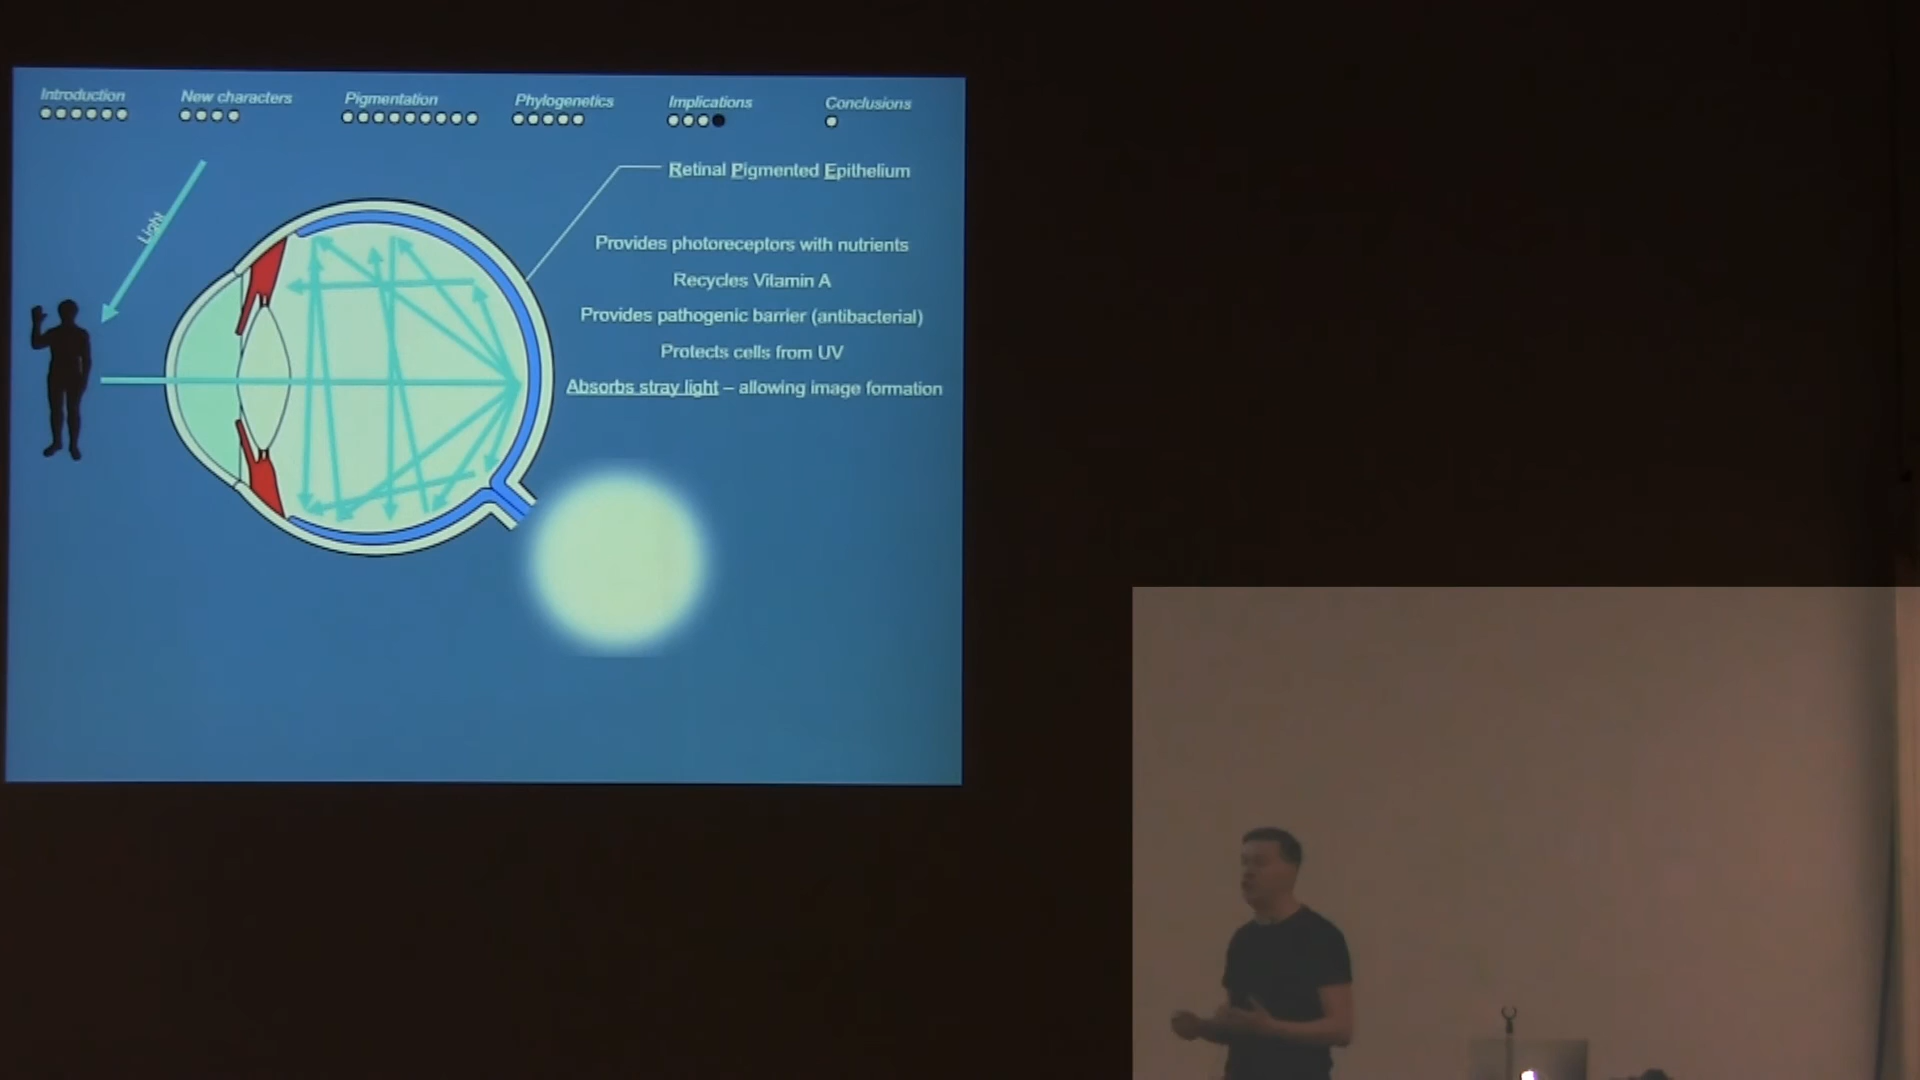 Introduction
New characters
Pigmentation
Phylogenetics
Implications
Conclusions
Retinal Pigmented Epithelium
Light
Provides photoreceptors with nutrients
Recycles Vitamin A
Provides pathogenic barrier (antibacterial)
Protects cells from UV
Absorbs stray light – allowing image formation